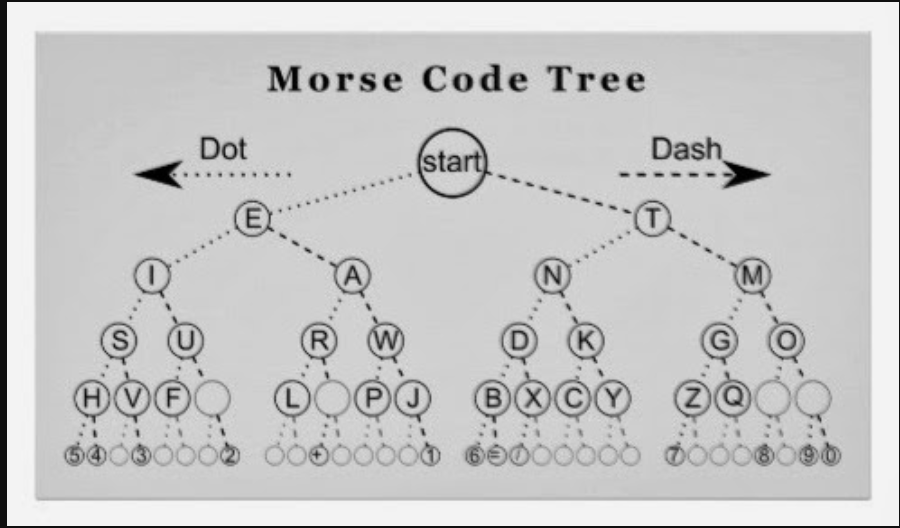 Morse Code Tree
Dot start Dash
E T
I A N M
S U R W D K G O
H V F L P J B X C Y Z Q
5 4 3 2 + 1 6 = / 7 8 9 0